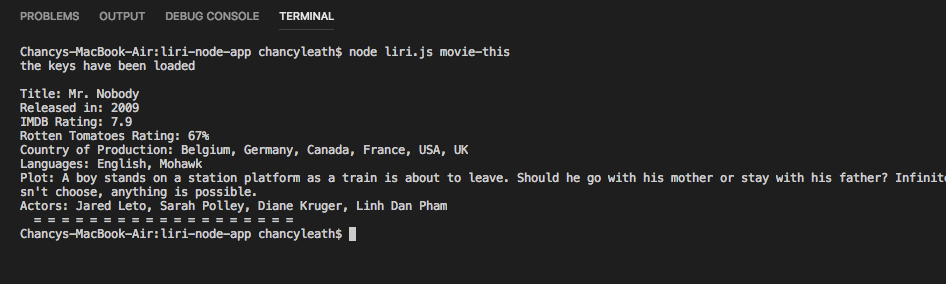 PROBLEMS OUTPUT DEBUG CONSOLE TERMINAL
Chancys-MacBook-Air:liri-node-app chancyleath$ node liri.js movie-this
the keys have been loaded
Title: Mr. Nobody
Released in: 2009
IMDB Rating: 7.9
Rotten Tomatoes Rating: 67%
Country of Production: Belgium, Germany, Canada, France, USA, UK
Languages: English, Mohawk
Plot: A boy stands on a station platform as a train is about to leave. Should he go with his mother or stay with his father? Infinite
sn't choose, anything is possible.
Actors: Jared Leto, Sarah Polley, Diane Kruger, Linh Dan Pham
= = = = = = = = = = = = = = = = = = =
Chancys-MacBook-Air:liri-node-app chancyleath$